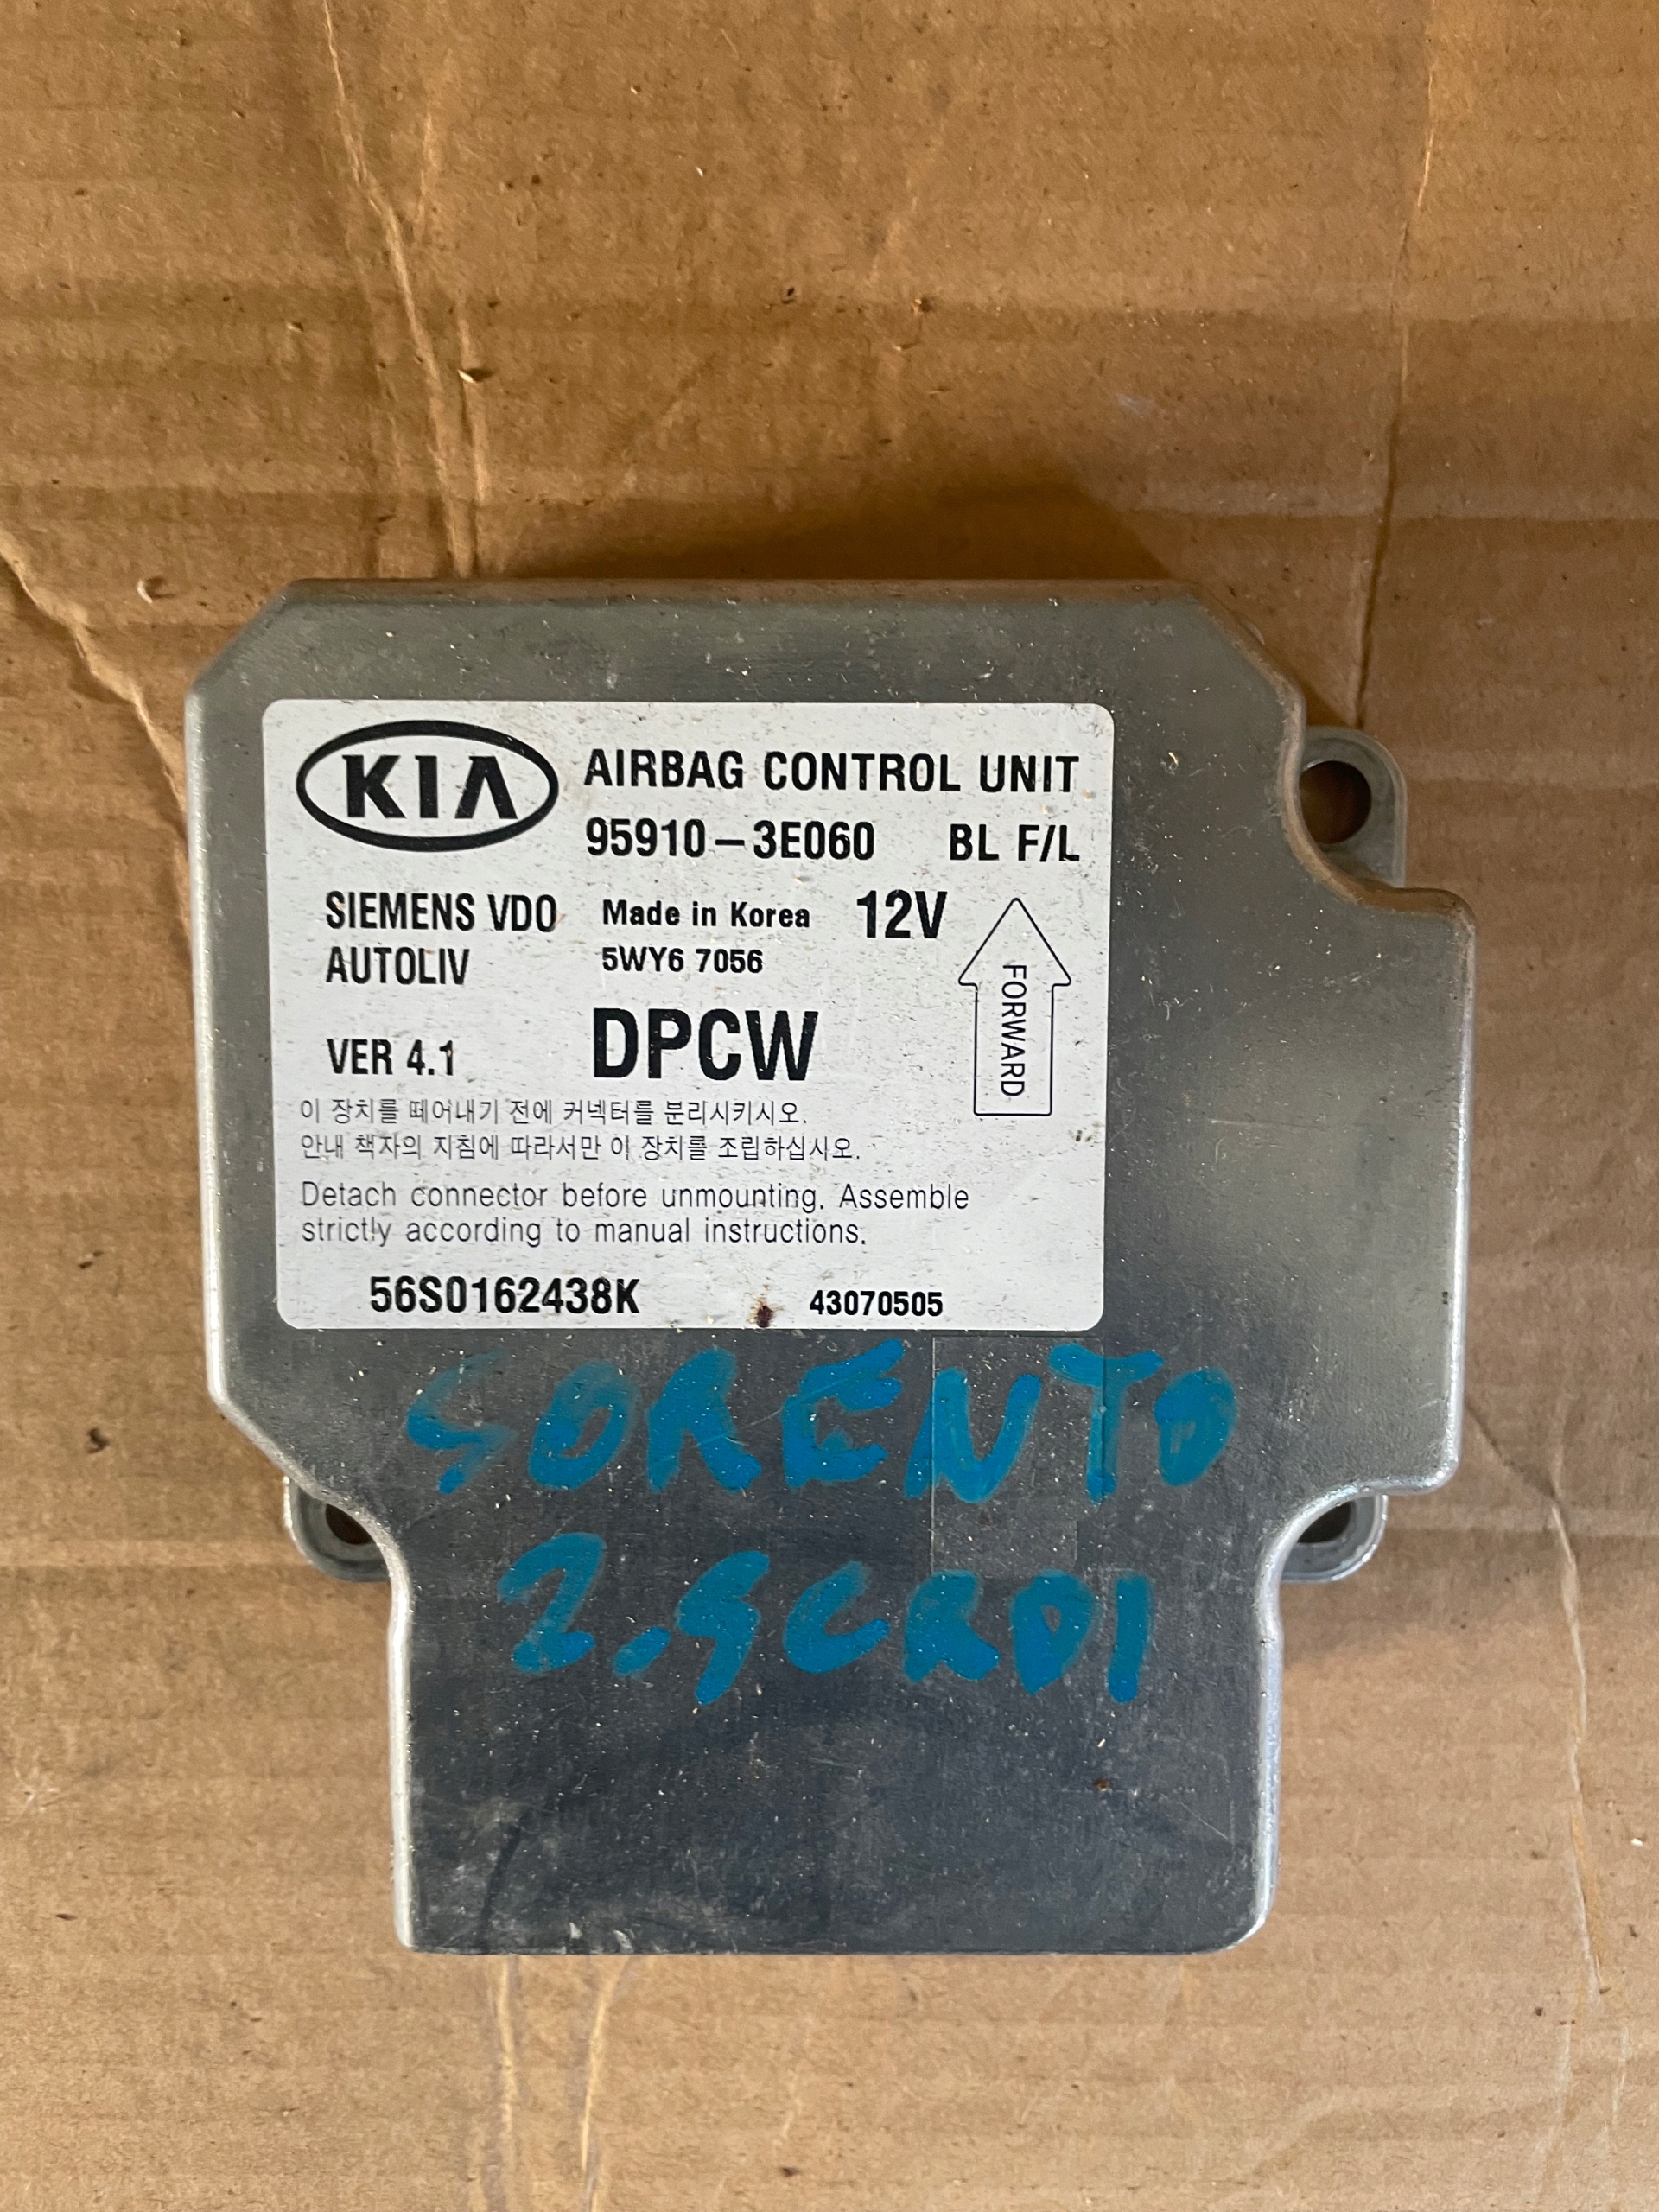 KIA AIRBAG CONTROL UNIT
95910-3E060 BL F/L
SIEMENS VDO Made in Korea 12V
AUTOLIV 5WY6 7056
FORWARD
VER 4.1 DPCW
이 장치를 떼어내기 전에 커넥터를 분리시키시오.
안내 책자의 지침에 따라서만 이 장치를 조립하십시오.
Detach connector before unmounting. Assemble
strictly according to manual instructions.
56S0162438K 43070505
SORENTO
2.5CRDI